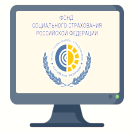 ФОНД
СОЦИАЛЬНОГО СТРАХОВАНИЯ
РОССИЙСКОЙ ФЕДЕРАЦИИ